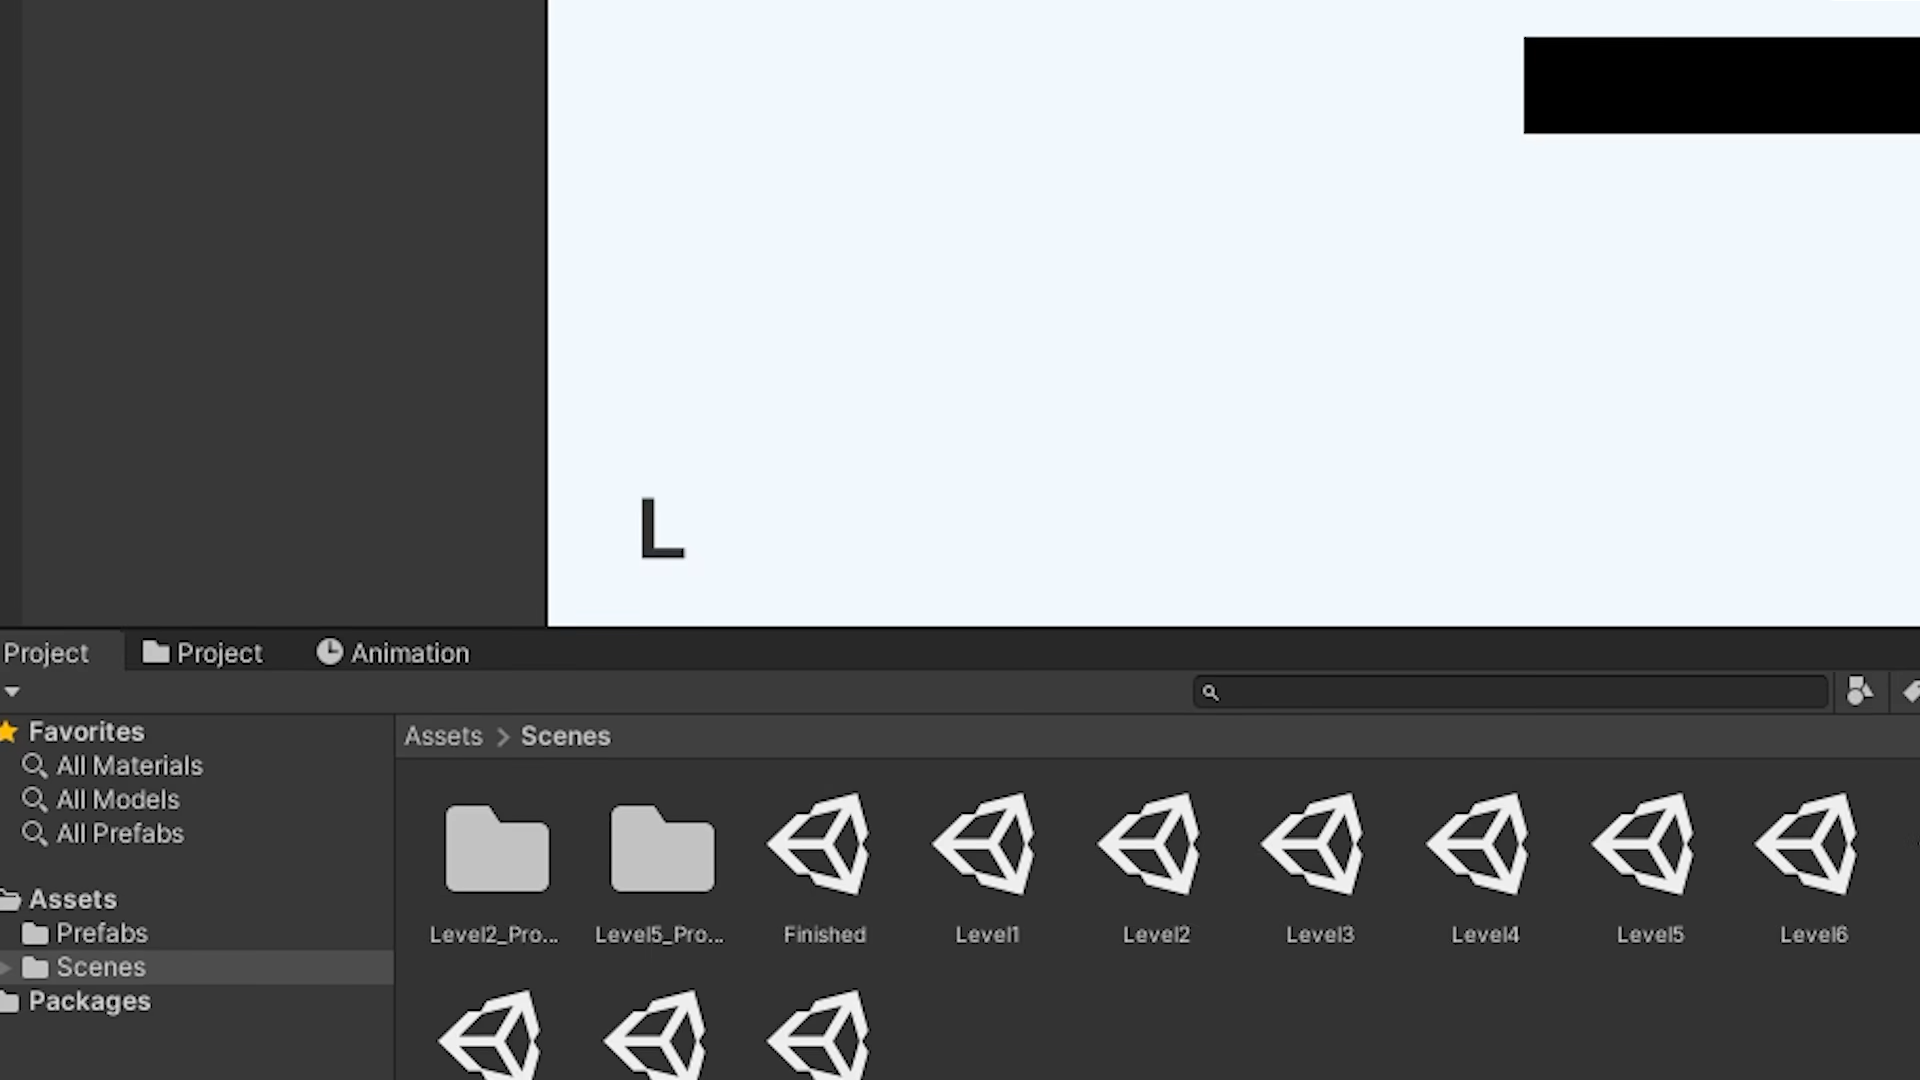 L
Project
Project
Animation
Favorites
All Materials
All Models
All Prefabs
Assets
Prefabs
Scenes
Packages
Assets > Scenes
Level2_Pro...
Level5_Pro...
Finished
Level1
Level2
Level3
Level4
Level5
Level6